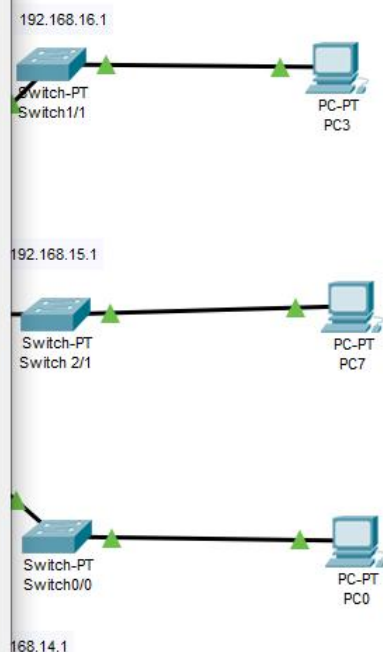 192.168.16.1
Switch-PT
Switch1/1
PC-PT
PC3
192.168.15.1
Switch-PT
Switch 2/1
PC-PT
PC7
Switch-PT
Switch0/0
PC-PT
PC0
168.14.1